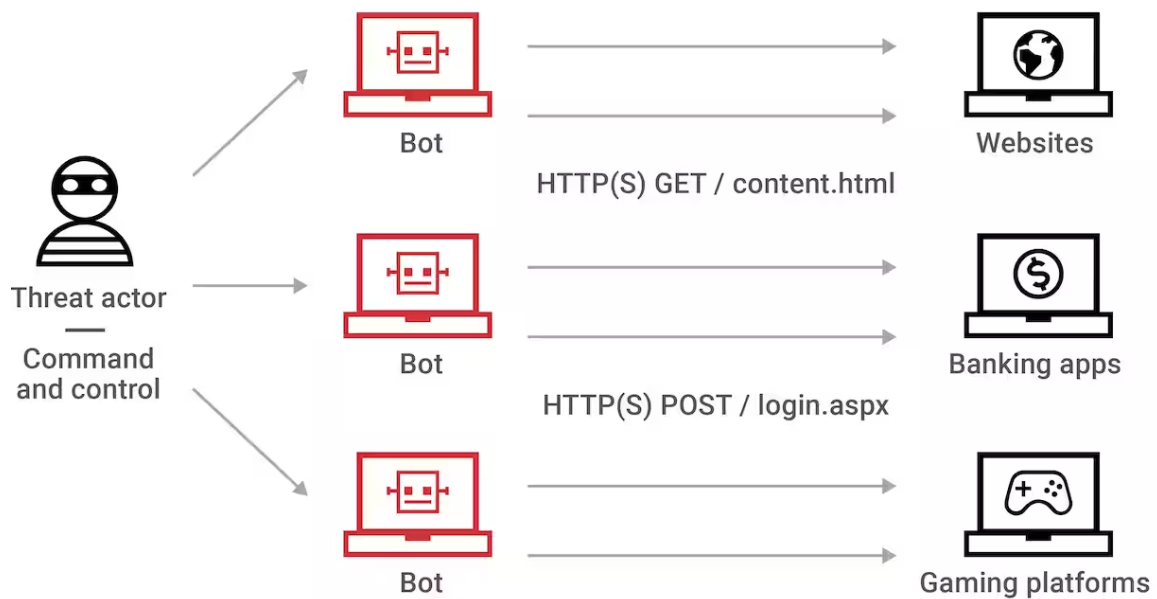 Bot
Websites
HTTP(S) GET / content.html
Threat actor
Command
and control
Bot
Banking apps
HTTP(S) POST / login.aspx
Bot
Gaming platforms